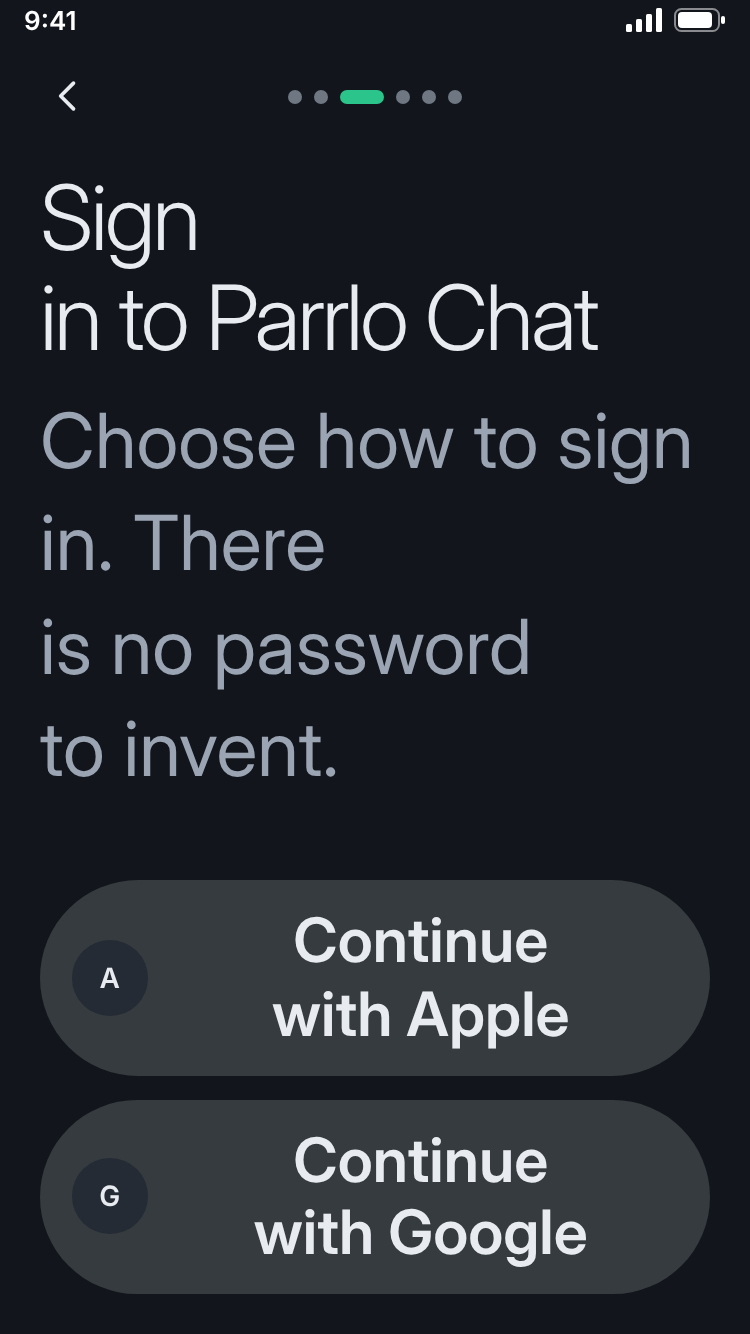 9:41
Sign
in to Parrlo Chat
Choose how to sign
in. There
is no password
to invent.
A
Continue
with Apple
G
Continue
with Google